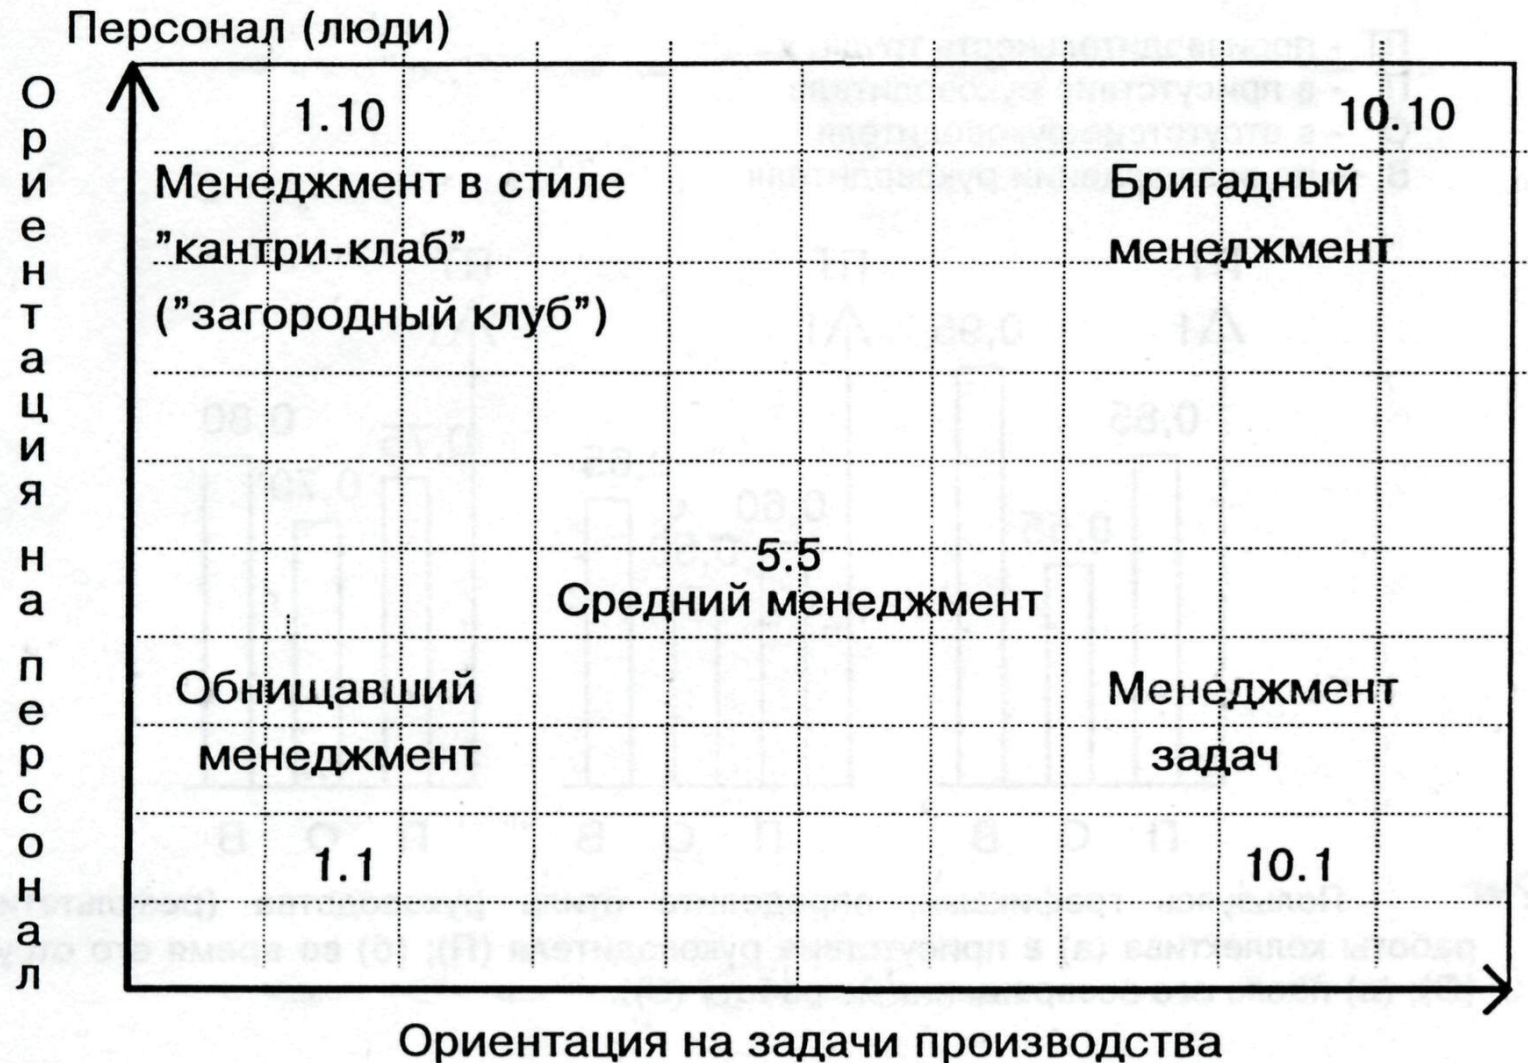 Персонал (люди)
Ориентация на персонал
1.10
10.10
Менеджмент в стиле
"кантри-клаб"
("загородный клуб")
Бригадный
менеджмент
5.5
Средний менеджмент
Обнищавший
менеджмент
1.1
Менеджмент
задач
10.1
Ориентация на задачи производства